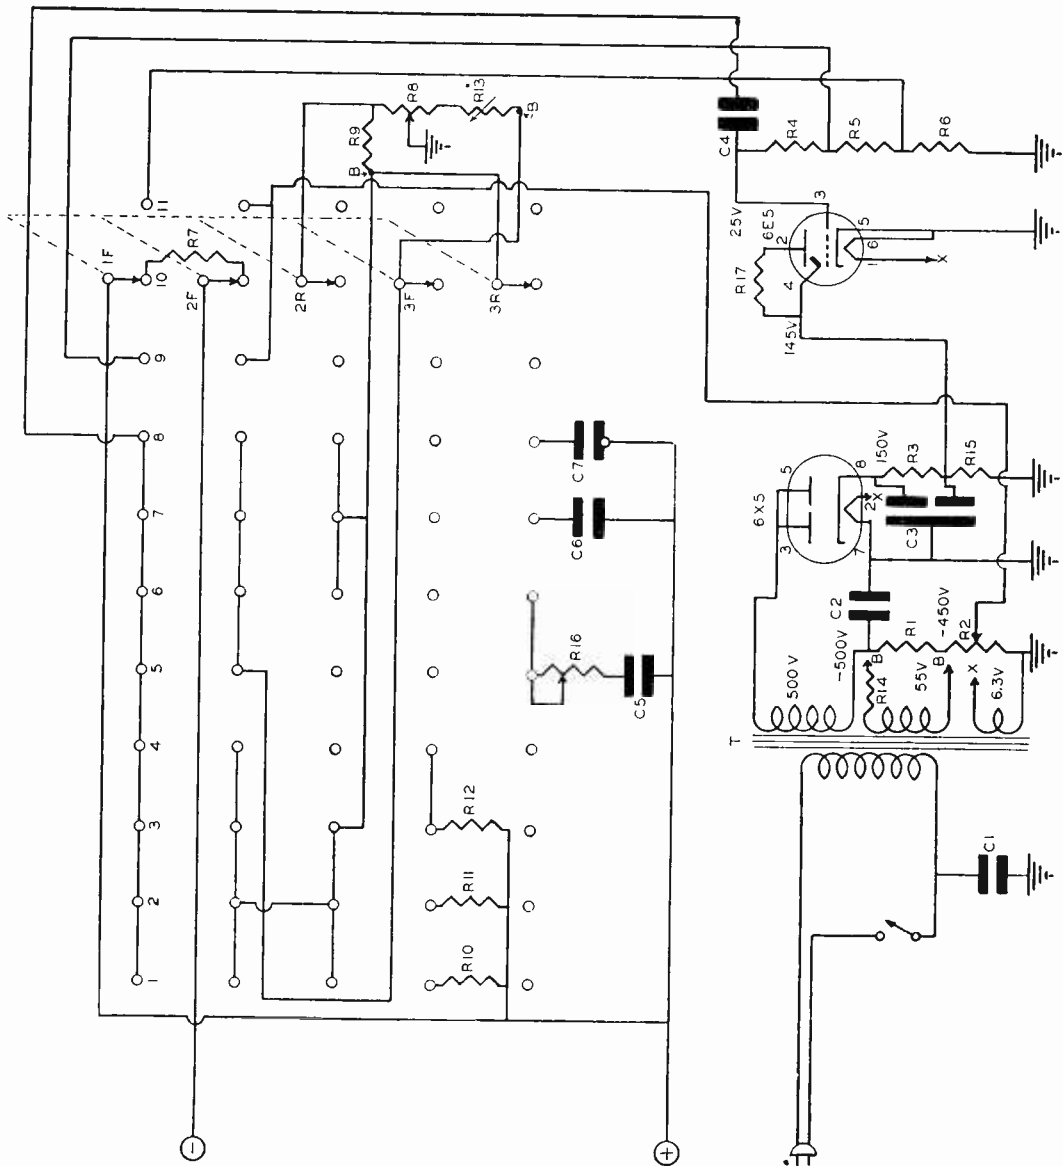 1
2
3
4
5
6
7
8
9
10
11
1F
2F
2R
3F
3R
R7
R8
R9
R13
B
B
R10
R11
R12
R16
C5
C6
C7
−
+
C4
R4
R5
R6
25V
6E5
2
3
4
5
6
1
X
R17
145V
6X5
3
5
7
8
2
X
150V
R3
R15
C3
C2
-500V
-450V
R1
R2
B
B
X
R14
500V
55V
6.3V
T
C1